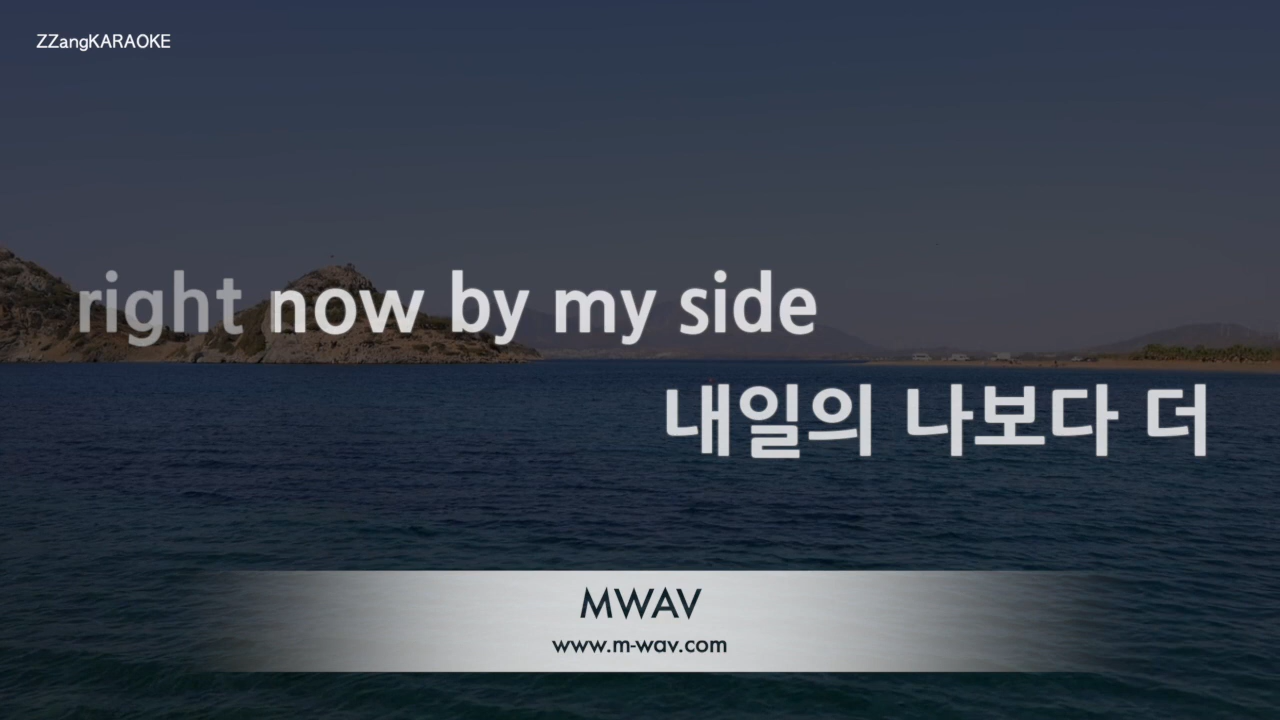 ZZangKARAOKE
right now by my side
내일의 나보다 더
MWAV
www.m-wav.com